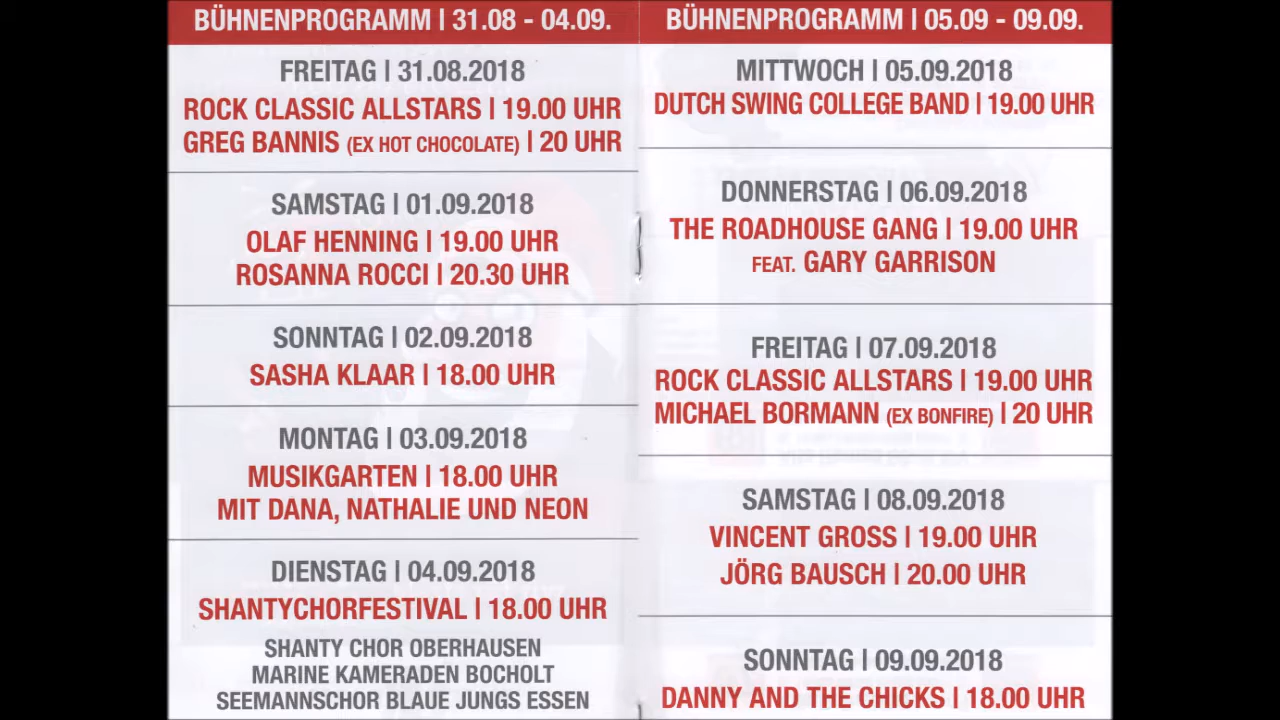 BÜHNENPROGRAMM | 31.08 - 04.09.
FREITAG | 31.08.2018
ROCK CLASSIC ALLSTARS | 19.00 UHR
GREG BANNIS (EX HOT CHOCOLATE) | 20 UHR
SAMSTAG | 01.09.2018
OLAF HENNING | 19.00 UHR
ROSANNA ROCCI | 20.30 UHR
SONNTAG | 02.09.2018
SASHA KLAAR | 18.00 UHR
MONTAG | 03.09.2018
MUSIKGARTEN | 18.00 UHR
MIT DANA, NATHALIE UND NEON
DIENSTAG | 04.09.2018
SHANTYCHORFESTIVAL | 18.00 UHR
SHANTY CHOR OBERHAUSEN
MARINE KAMERADEN BOCHOLT
SEEMANNSCHOR BLAUE JUNGS ESSEN
BÜHNENPROGRAMM | 05.09 - 09.09.
MITTWOCH | 05.09.2018
DUTCH SWING COLLEGE BAND | 19.00 UHR
DONNERSTAG | 06.09.2018
THE ROADHOUSE GANG | 19.00 UHR
FEAT. GARY GARRISON
FREITAG | 07.09.2018
ROCK CLASSIC ALLSTARS | 19.00 UHR
MICHAEL BORMANN (EX BONFIRE) | 20 UHR
SAMSTAG | 08.09.2018
VINCENT GROSS | 19.00 UHR
JÖRG BAUSCH | 20.00 UHR
SONNTAG | 09.09.2018
DANNY AND THE CHICKS | 18.00 UHR